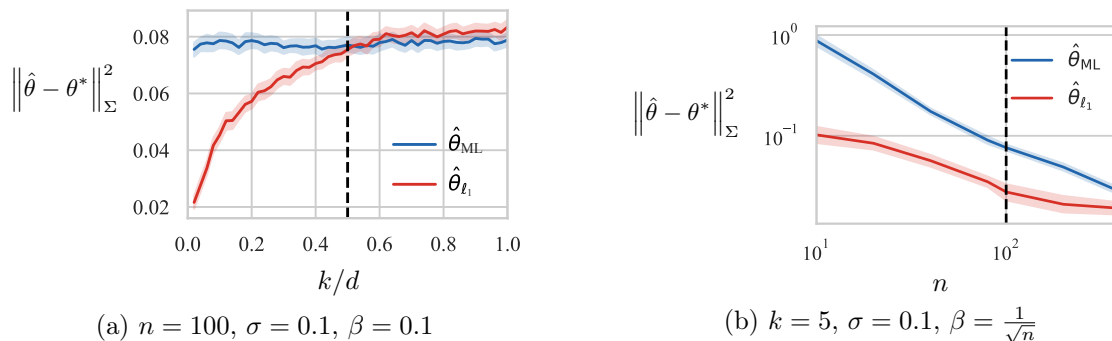 ‖θ̂ − θ*‖²_Σ
0.08
0.06
0.04
0.02
θ̂_ML
θ̂_ℓ₁
0.0 0.2 0.4 0.6 0.8 1.0
k/d
(a) n = 100, σ = 0.1, β = 0.1
‖θ̂ − θ*‖²_Σ
10⁰
10⁻¹
θ̂_ML
θ̂_ℓ₁
10¹ 10²
n
(b) k = 5, σ = 0.1, β = 1/√n